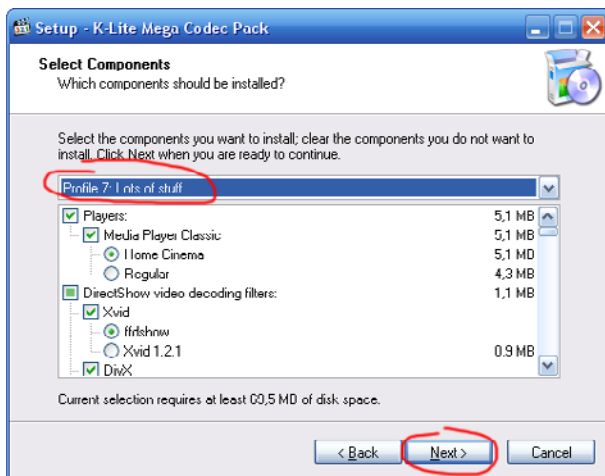 Setup - K-Lite Mega Codec Pack
Select Components
Which components should be installed?
Select the components you want to install; clear the components you do not want to
install. Click Next when you are ready to continue.
Profile 7: Lots of stuff
Players: 5,1 MB
Media Player Classic 5,1 MB
Home Cinema 5,1 MB
Regular 4,3 MB
DirectShow video decoding filters: 1,1 MB
Xvid
ffdshow
Xvid 1.2.1 0.9 MB
DivX
Current selection requires at least MB of disk space.
< Back Next > Cancel